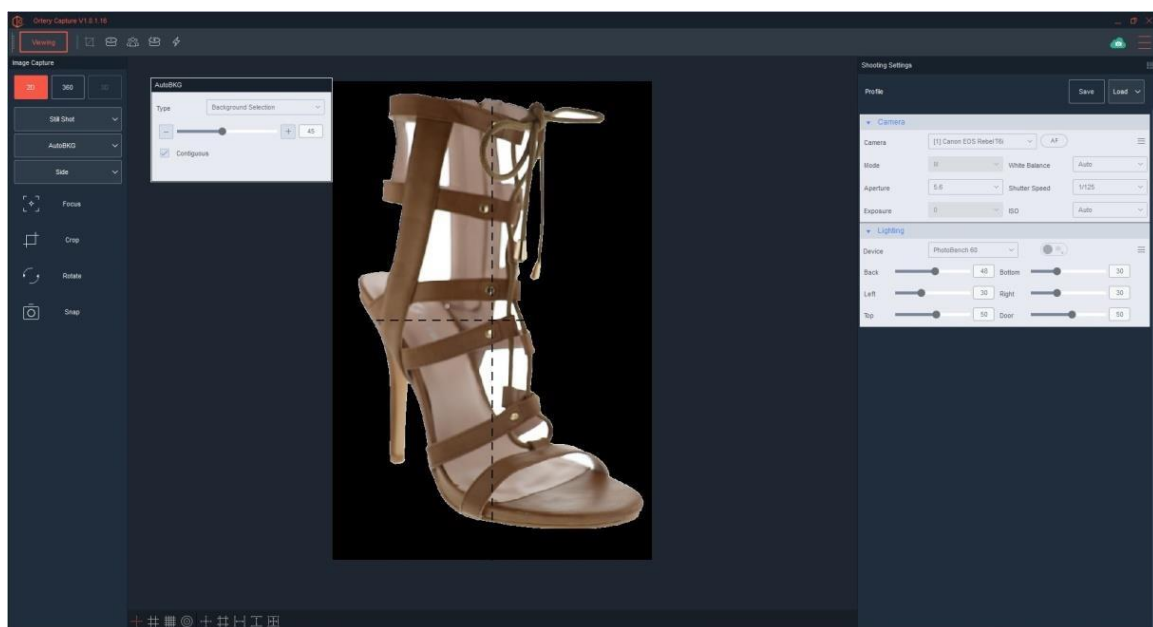 Ortery Capture V1.0.1.16
Viewing
Image Capture
2D 360 3D
Still Shot
AutoBKG
Side
Focus
Crop
Rotate
Snap
AutoBKG
Type Background Selection
45
Contiguous
Shooting Settings
Profile Save Load
Camera
Camera [1] Canon EOS Rebel T6i AF
Mode M White Balance Auto
Aperture 5.6 Shutter Speed 1/125
Exposure 0 ISO Auto
Lighting
Device PhotoBench 60
Back 48 Bottom 30
Left 30 Right 30
Top 50 Door 50